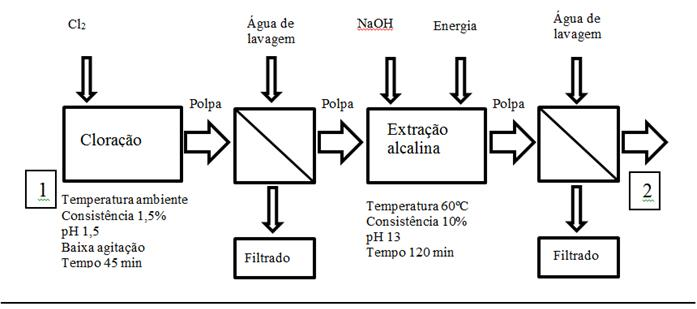 Cl2
Água de
lavagem
NaOH
Energia
Água de
lavagem
Polpa
Polpa
Polpa
Cloração
Extração
alcalina
1
2
Temperatura ambiente
Consistência 1,5%
pH 1,5
Baixa agitação
Tempo 45 min
Temperatura 60ºC
Consistência 10%
pH 13
Tempo 120 min
Filtrado
Filtrado